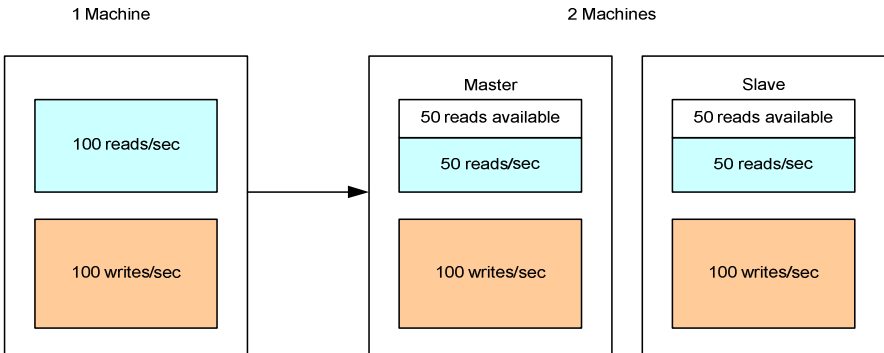 1 Machine
2 Machines
100 reads/sec
100 writes/sec
Master
50 reads available
50 reads/sec
100 writes/sec
Slave
50 reads available
50 reads/sec
100 writes/sec